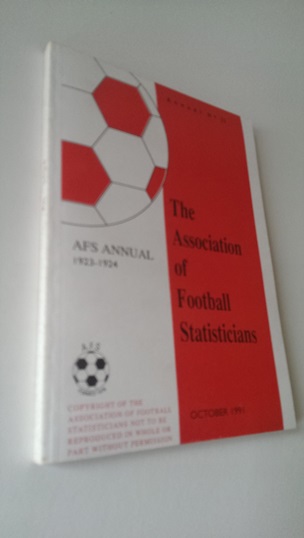 The
Association
of
Football
Statisticians
AFS ANNUAL
1923-1924
COPYRIGHT OF THE
ASSOCIATION OF FOOTBALL
STATISTICIANS NOT TO BE
REPRODUCED IN WHOLE OR
PART WITHOUT PERMISSION
OCTOBER 1991